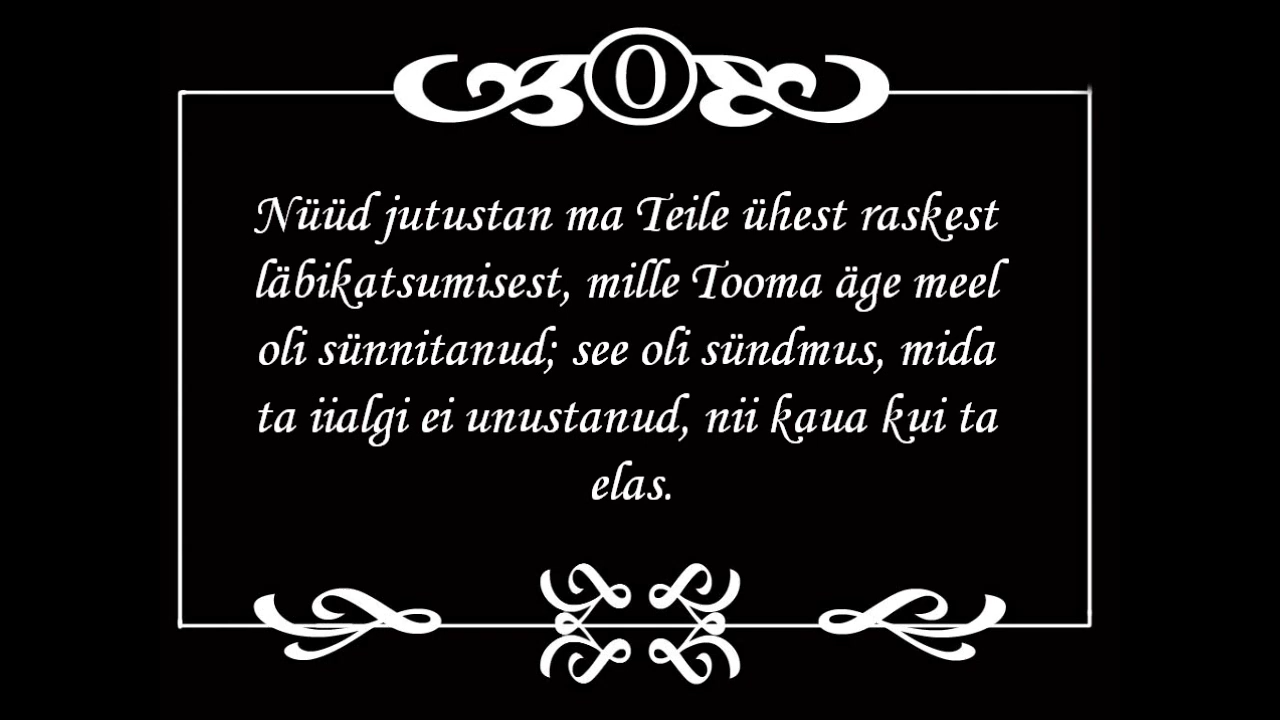 O
Nüüd jutustan ma Teile ühest raskest
läbikatsumisest, mille Tooma äge meel
oli sünnitanud; see oli sündmus, mida
ta iialgi ei unustanud, nii kaua kui ta
elas.